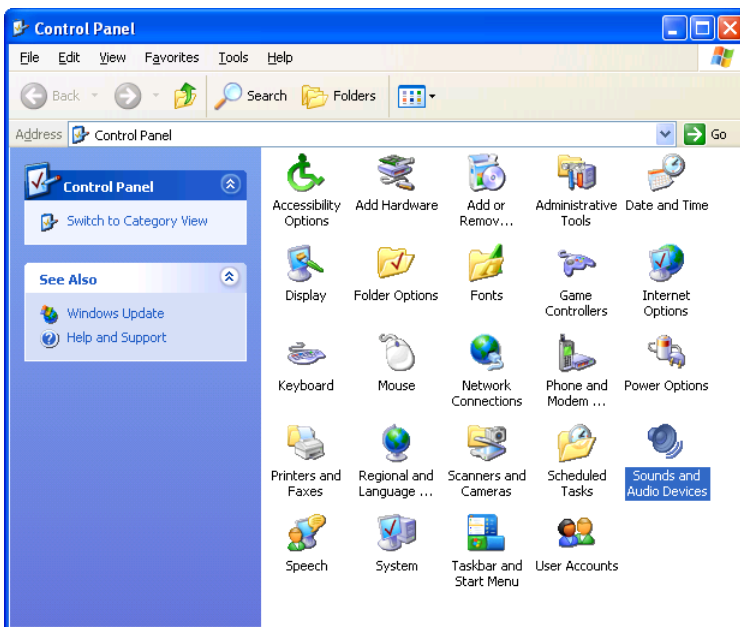 Control Panel
File Edit View Favorites Tools Help
Back Search Folders
Address Control Panel Go
Control Panel
Switch to Category View
See Also
Windows Update
Help and Support
Accessibility Options
Add Hardware
Add or Remov...
Administrative Tools
Date and Time
Display
Folder Options
Fonts
Game Controllers
Internet Options
Keyboard
Mouse
Network Connections
Phone and Modem ...
Power Options
Printers and Faxes
Regional and Language ...
Scanners and Cameras
Scheduled Tasks
Sounds and Audio Devices
Speech
System
Taskbar and Start Menu
User Accounts